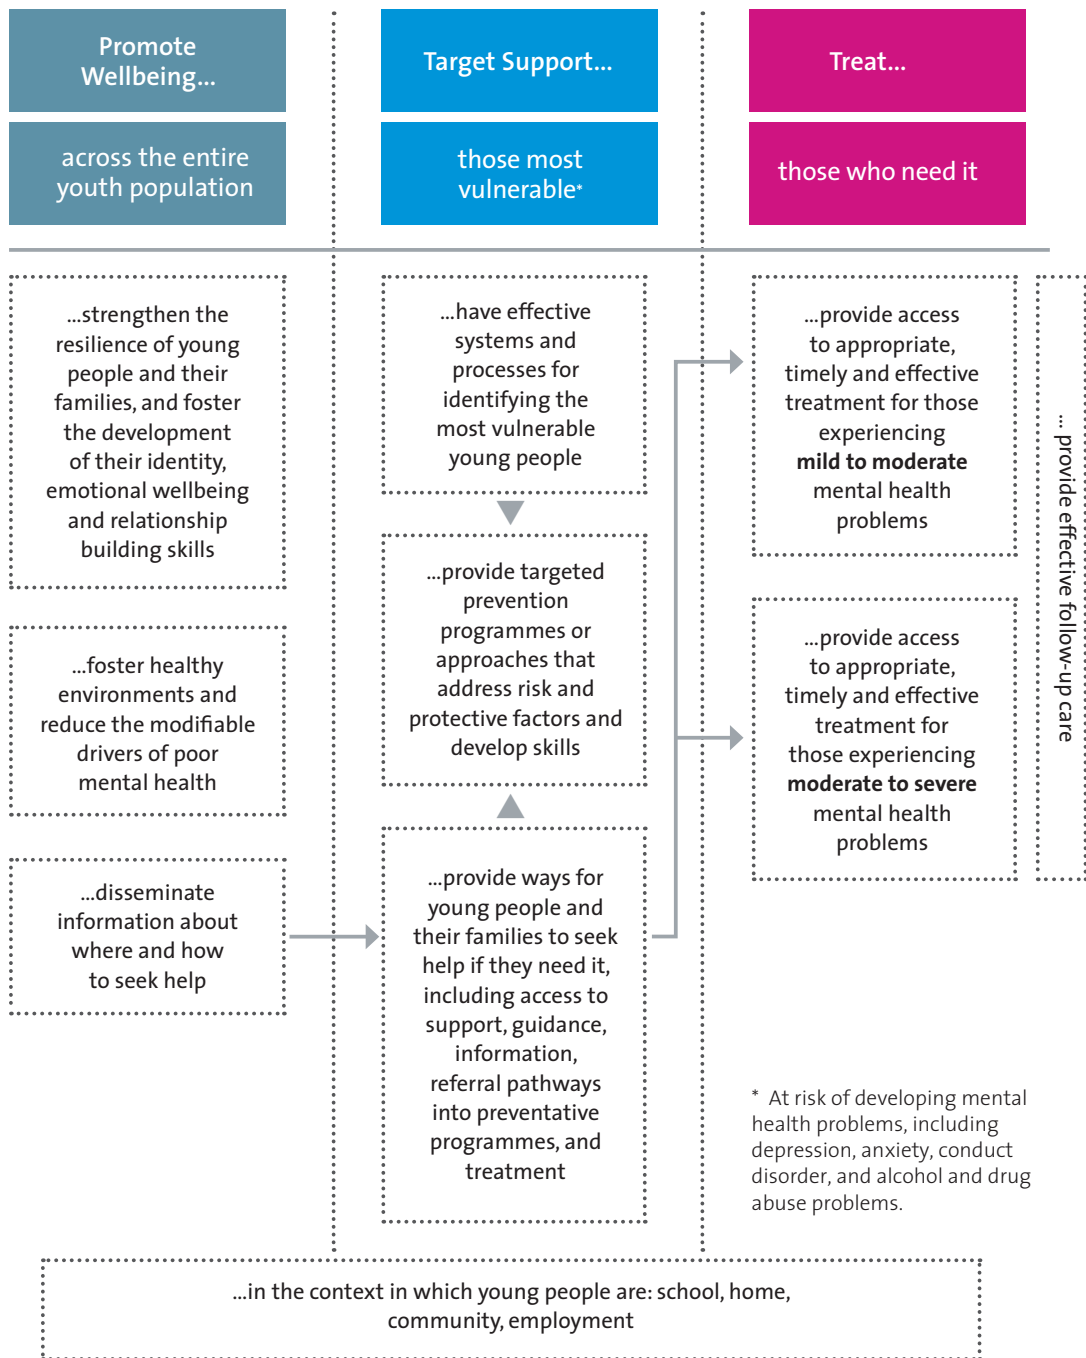 Promote
Wellbeing...
across the entire
youth population
Target Support...
those most
vulnerable*
Treat...
those who need it
...strengthen the
resilience of young
people and their
families, and foster
the development
of their identity,
emotional wellbeing
and relationship
building skills
...foster healthy
environments and
reduce the modifiable
drivers of poor
mental health
...disseminate
information about
where and how
to seek help
...have effective
systems and
processes for
identifying the
most vulnerable
young people
...provide targeted
prevention
programmes or
approaches that
address risk and
protective factors and
develop skills
...provide ways for
young people and
their families to seek
help if they need it,
including access to
support, guidance,
information,
referral pathways
into preventative
programmes, and
treatment
...provide access
to appropriate,
timely and effective
treatment for those
experiencing
mild to moderate
mental health
problems
...provide access
to appropriate,
timely and effective
treatment for
those experiencing
moderate to severe
mental health
problems
... provide effective follow-up care
* At risk of developing mental
health problems, including
depression, anxiety, conduct
disorder, and alcohol and drug
abuse problems.
...in the context in which young people are: school, home,
community, employment